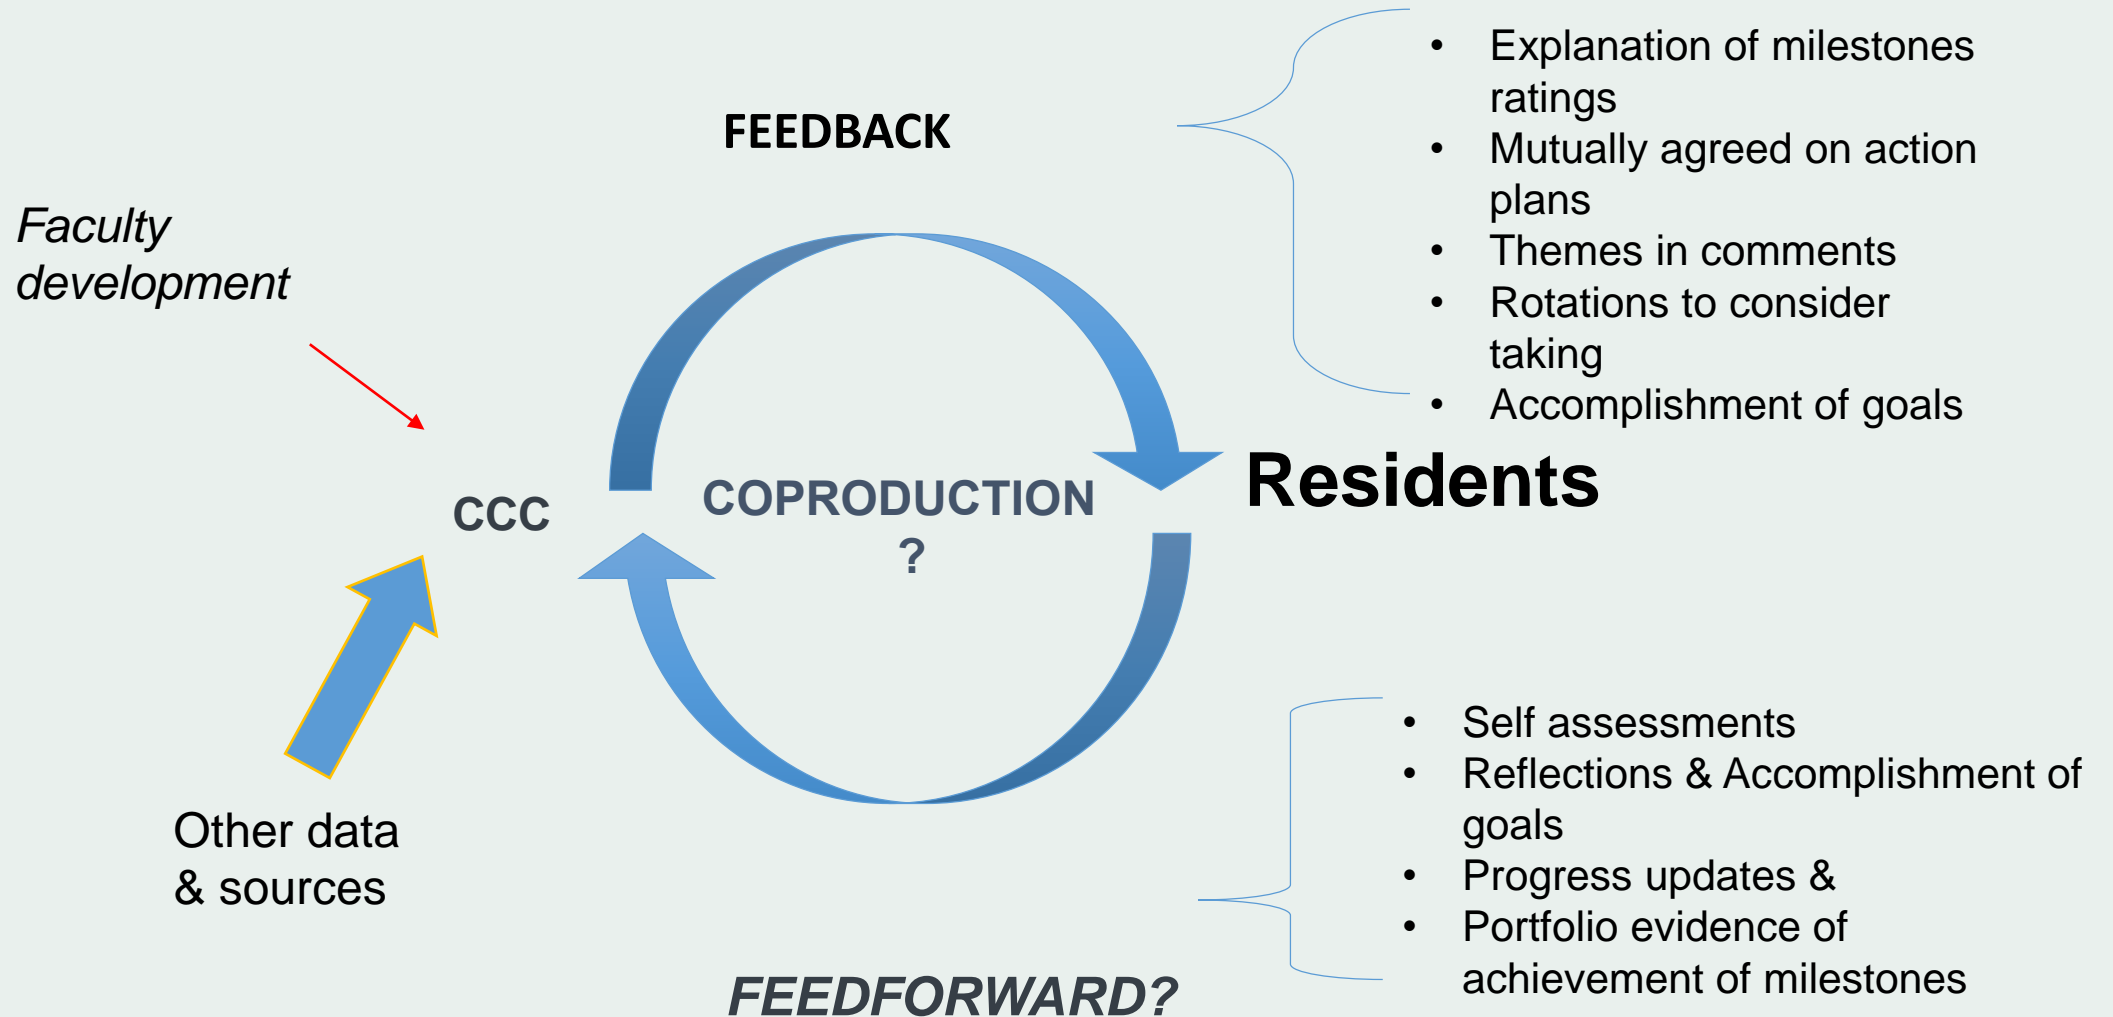 FEEDBACK
• Explanation of milestones
ratings
• Mutually agreed on action
plans
• Themes in comments
• Rotations to consider
taking
• Accomplishment of goals
Faculty
development
Residents
CCC
COPRODUCTION
?
Other data
& sources
• Self assessments
• Reflections & Accomplishment of
goals
• Progress updates &
• Portfolio evidence of
achievement of milestones
FEEDFORWARD?